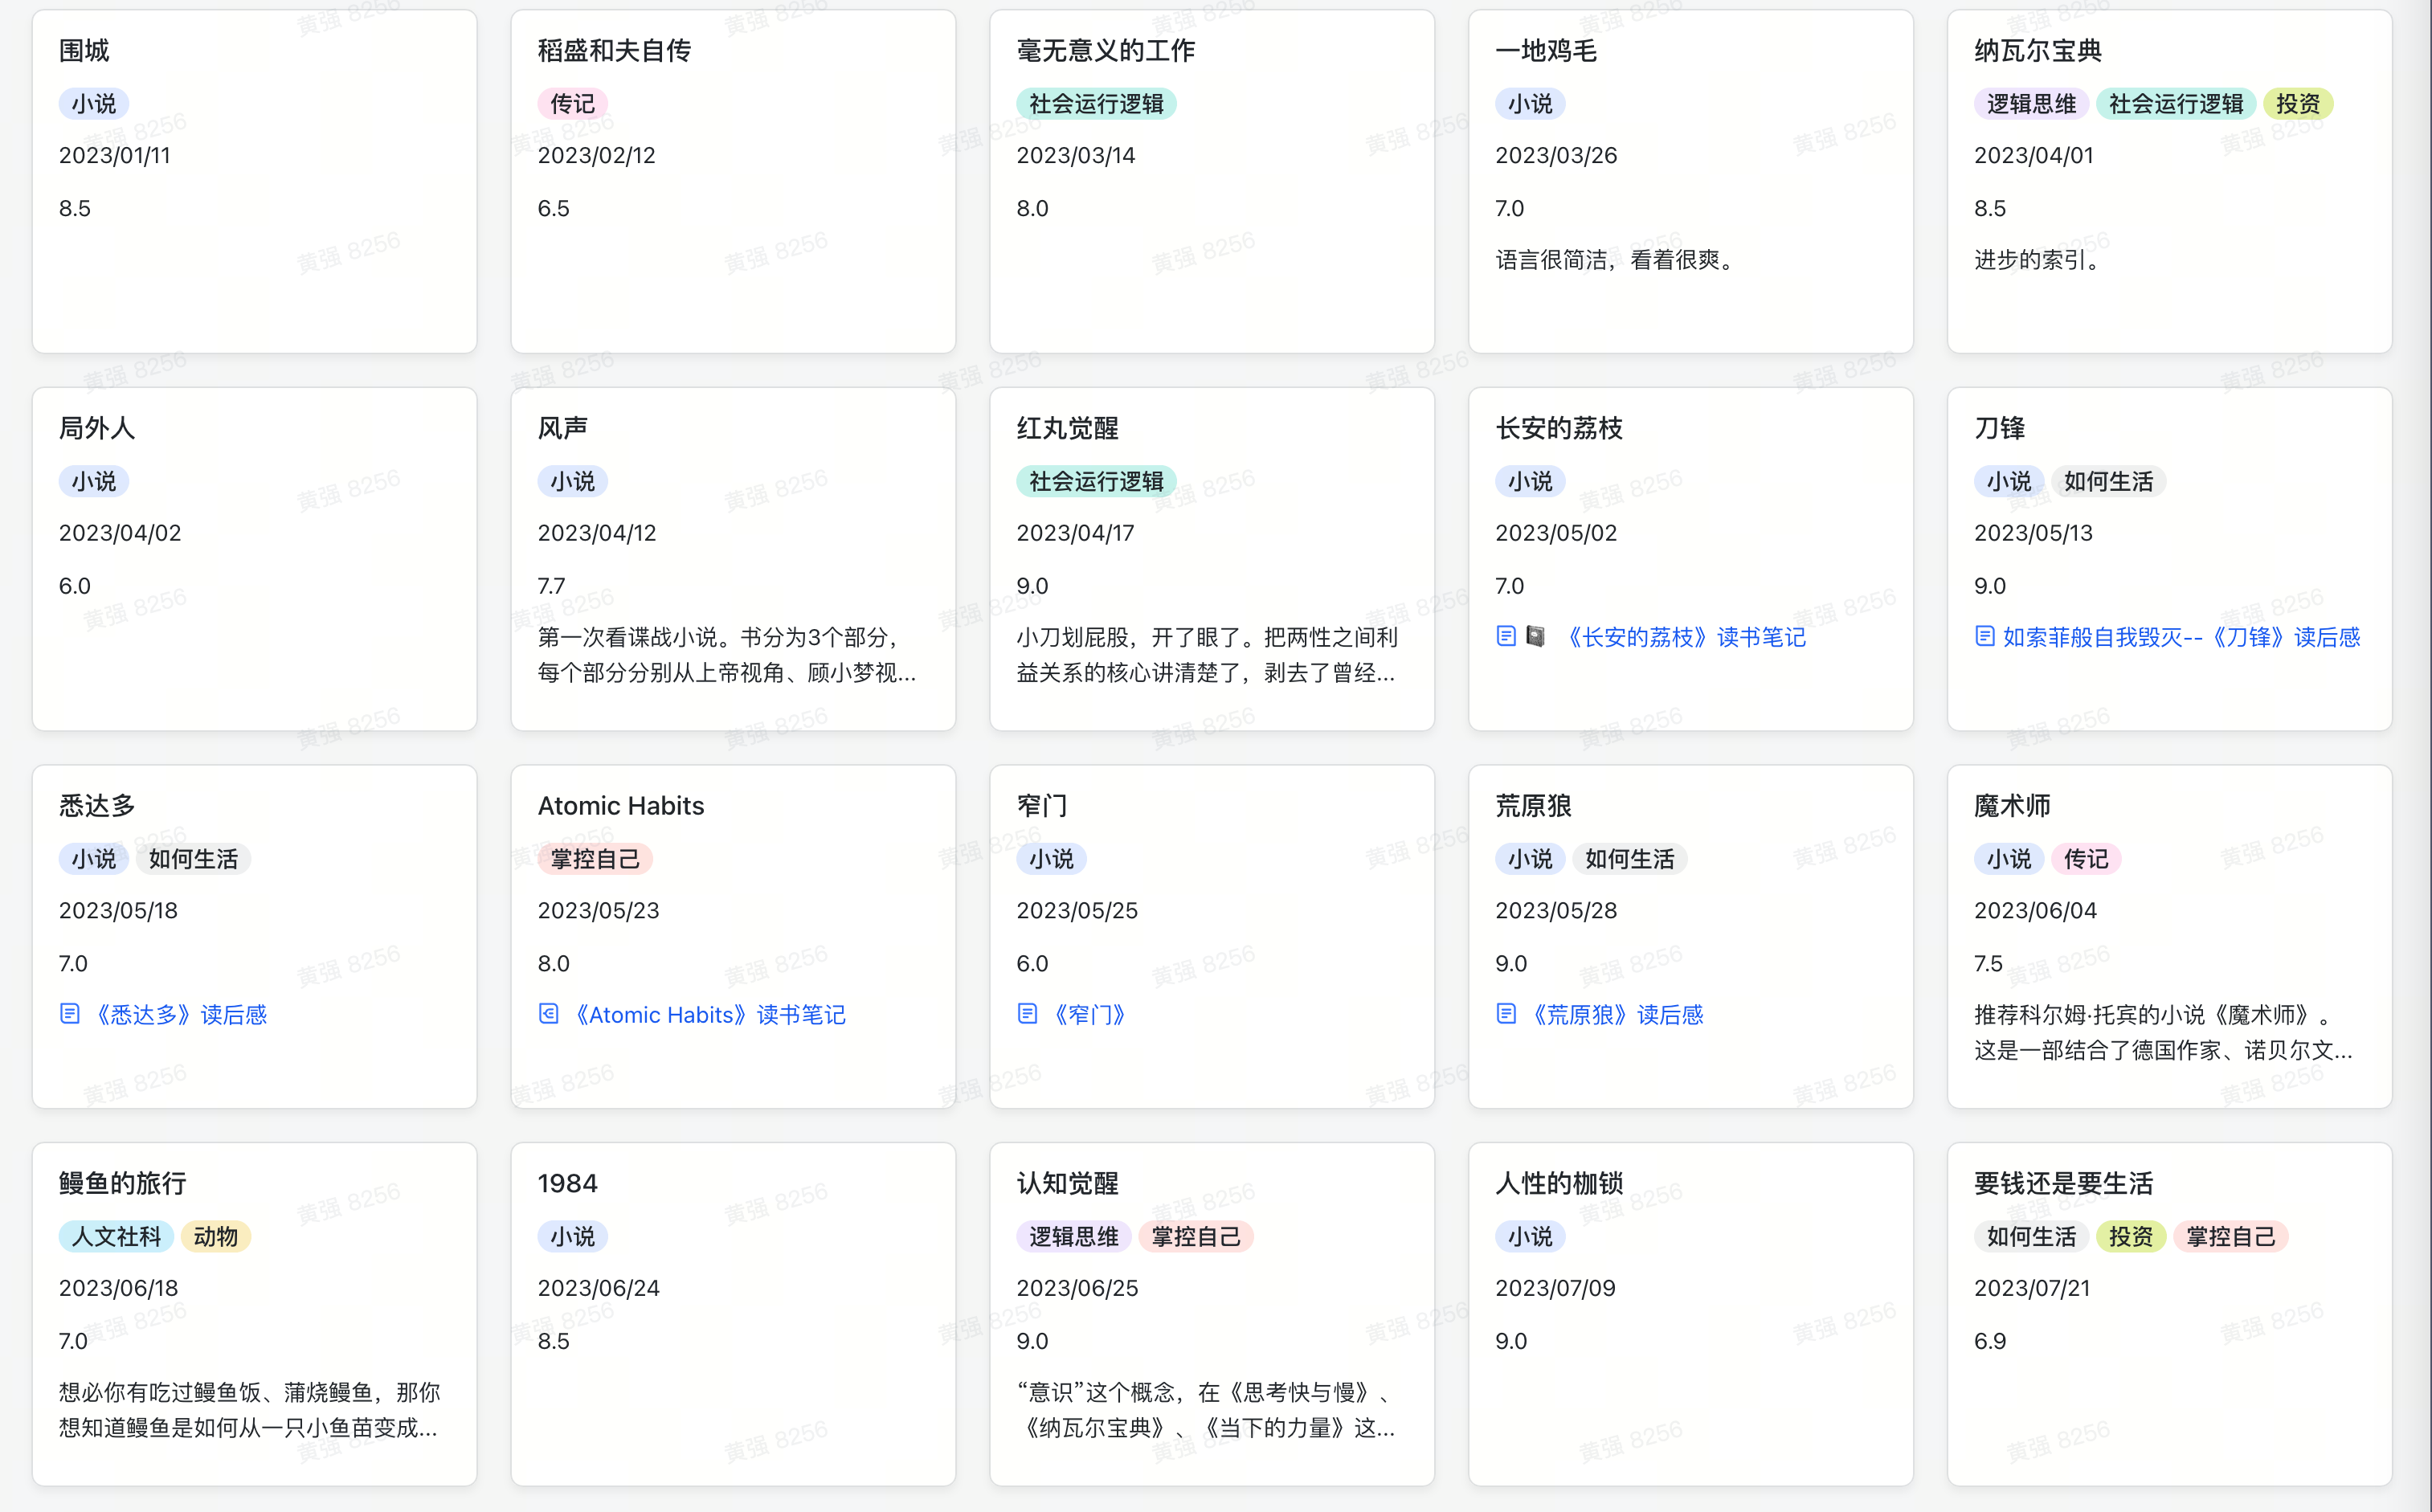 围城
小说
2023/01/11
8.5
稻盛和夫自传
传记
2023/02/12
6.5
毫无意义的工作
社会运行逻辑
2023/03/14
8.0
一地鸡毛
小说
2023/03/26
7.0
语言很简洁，看着很爽。
纳瓦尔宝典
逻辑思维 社会运行逻辑 投资
2023/04/01
8.5
进步的索引。
局外人
小说
2023/04/02
6.0
风声
小说
2023/04/12
7.7
第一次看谍战小说。书分为3个部分，
每个部分分别从上帝视角、顾小梦视...
红丸觉醒
社会运行逻辑
2023/04/17
9.0
小刀划屁股，开了眼了。把两性之间利
益关系的核心讲清楚了，剥去了曾经...
长安的荔枝
小说
2023/05/02
7.0
《长安的荔枝》读书笔记
刀锋
小说 如何生活
2023/05/13
9.0
如索菲般自我毁灭--《刀锋》读后感
悉达多
小说 如何生活
2023/05/18
7.0
《悉达多》读后感
Atomic Habits
掌控自己
2023/05/23
8.0
《Atomic Habits》读书笔记
窄门
小说
2023/05/25
6.0
《窄门》
荒原狼
小说 如何生活
2023/05/28
9.0
《荒原狼》读后感
魔术师
小说 传记
2023/06/04
7.5
推荐科尔姆·托宾的小说《魔术师》。
这是一部结合了德国作家、诺贝尔文...
鳗鱼的旅行
人文社科 动物
2023/06/18
7.0
想必你有吃过鳗鱼饭、蒲烧鳗鱼，那你
想知道鳗鱼是如何从一只小鱼苗变成...
1984
小说
2023/06/24
8.5
认知觉醒
逻辑思维 掌控自己
2023/06/25
9.0
“意识”这个概念，在《思考快与慢》、
《纳瓦尔宝典》、《当下的力量》这...
人性的枷锁
小说
2023/07/09
9.0
要钱还是要生活
如何生活 投资 掌控自己
2023/07/21
6.9
黄强 8256